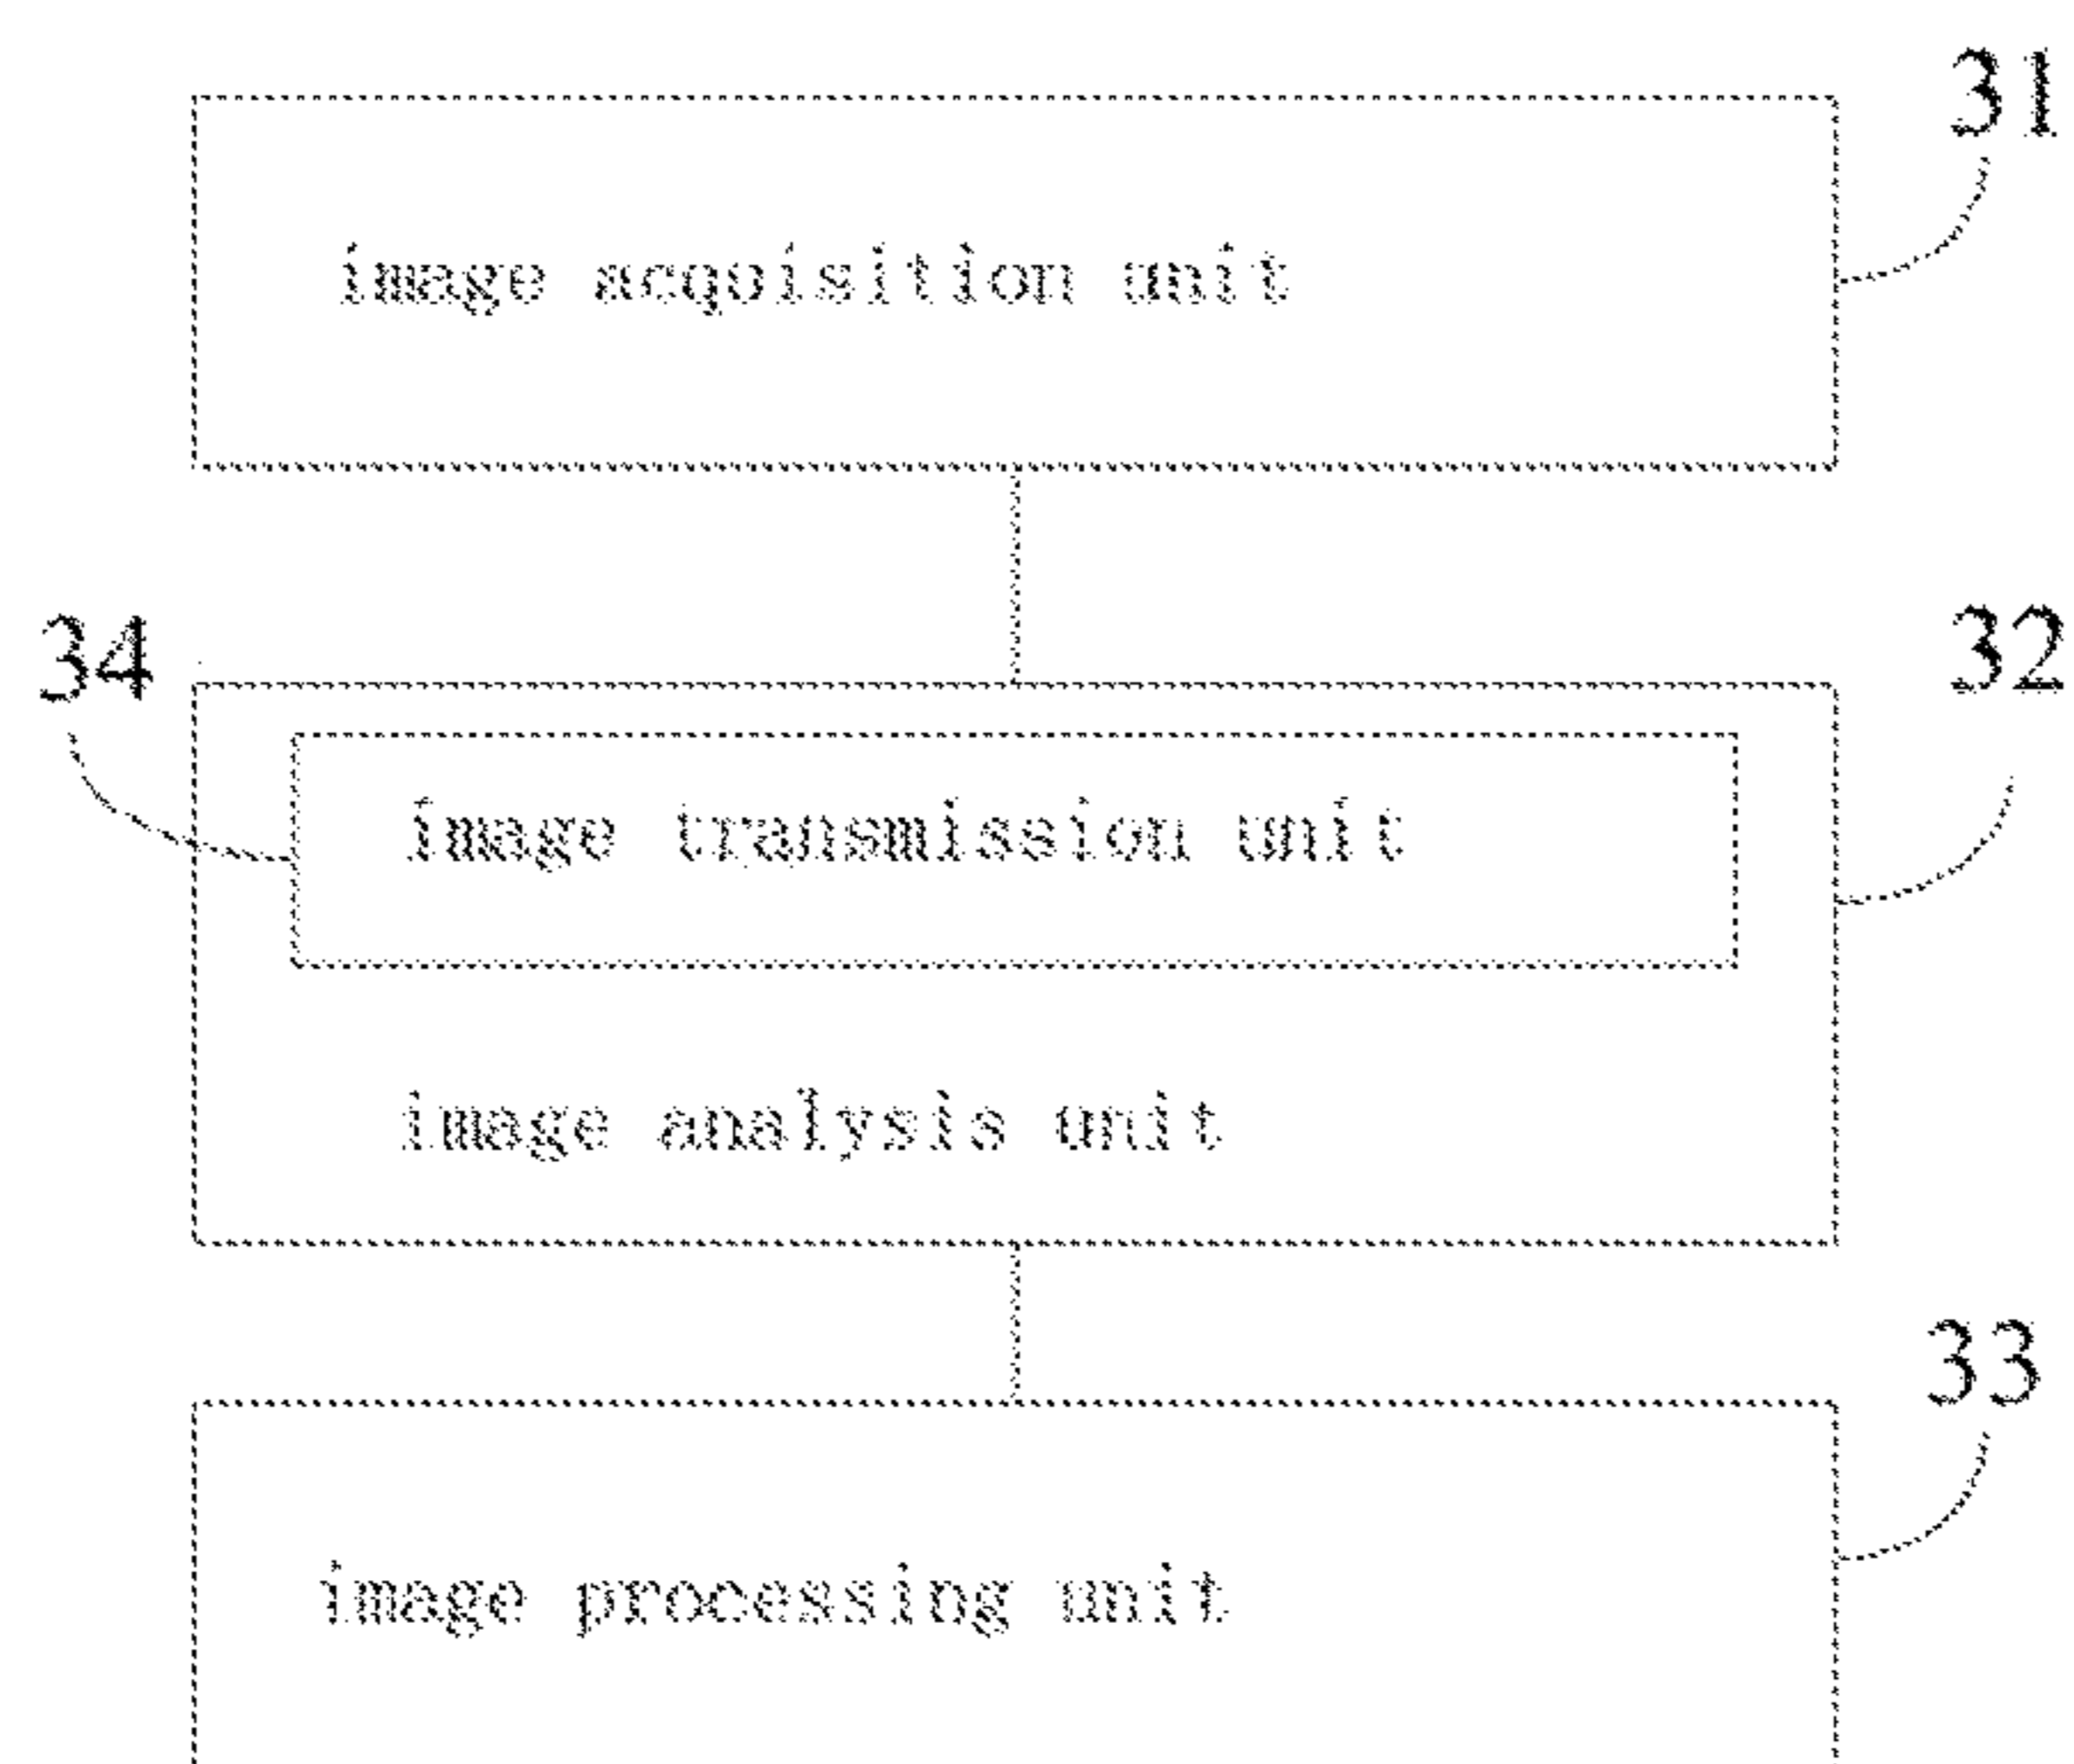 31
image acquisition unit
34
32
image transmission unit
image analysis unit
33
image processing unit